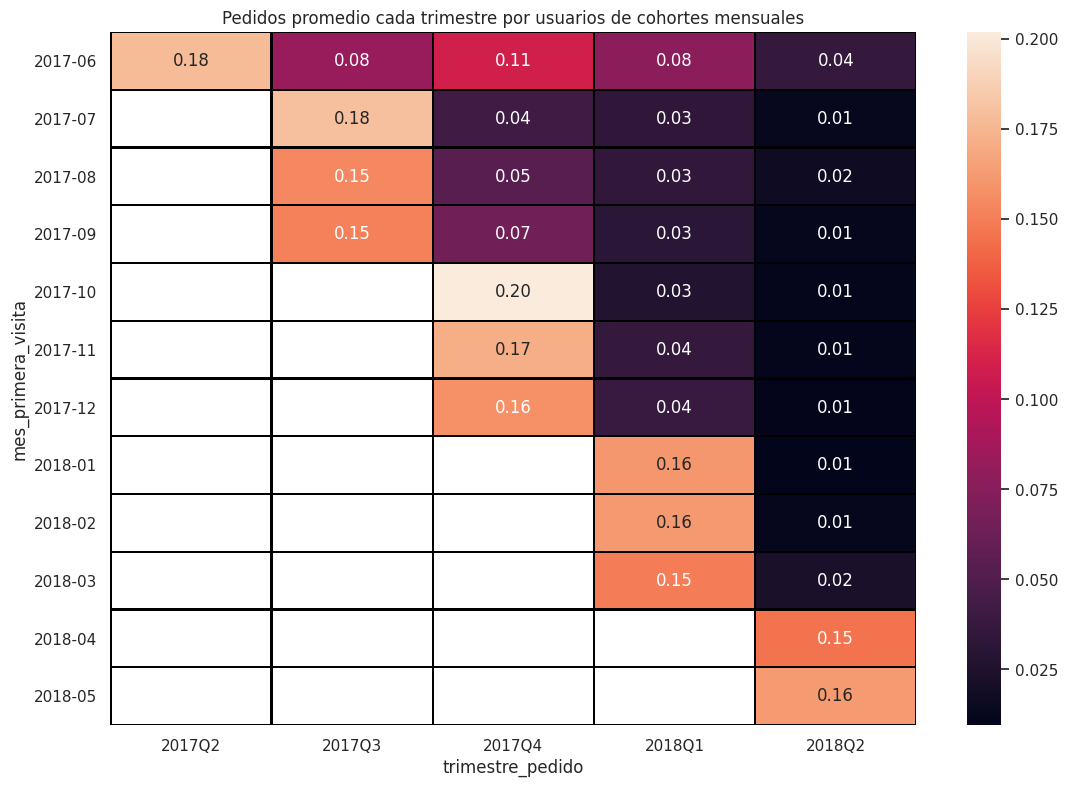 Pedidos promedio cada trimestre por usuarios de cohortes mensuales
mes_primera_visita
2017-06 0.18 0.08 0.11 0.08 0.04
2017-07 0.18 0.04 0.03 0.01
2017-08 0.15 0.05 0.03 0.02
2017-09 0.15 0.07 0.03 0.01
2017-10 0.20 0.03 0.01
2017-11 0.17 0.04 0.01
2017-12 0.16 0.04 0.01
2018-01 0.16 0.01
2018-02 0.16 0.01
2018-03 0.15 0.02
2018-04 0.15
2018-05 0.16
2017Q2 2017Q3 2017Q4 2018Q1 2018Q2
trimestre_pedido
0.200
0.175
0.150
0.125
0.100
0.075
0.050
0.025